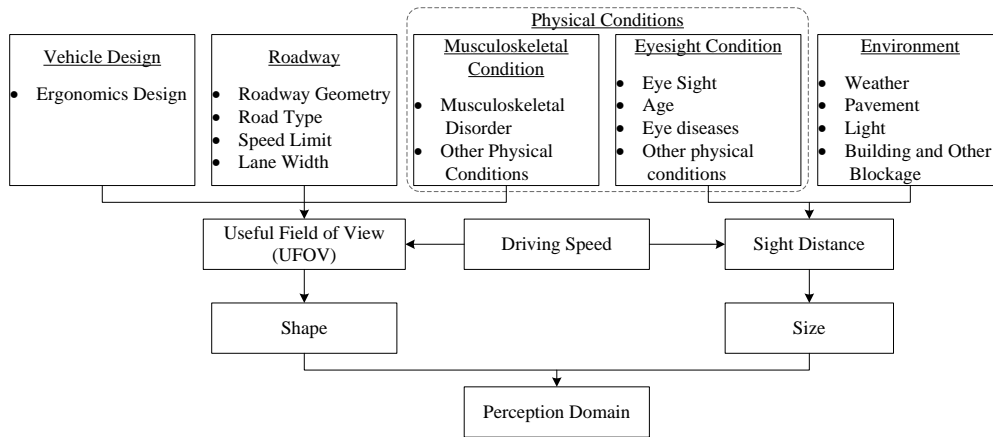 Physical Conditions
Vehicle Design
● Ergonomics Design
Roadway
● Roadway Geometry
● Road Type
● Speed Limit
● Lane Width
Musculoskeletal
Condition
● Musculoskeletal
Disorder
● Other Physical
Conditions
Eyesight Condition
● Eye Sight
● Age
● Eye diseases
● Other physical
conditions
Environment
● Weather
● Pavement
● Light
● Building and Other
Blockage
Useful Field of View
(UFOV)
Driving Speed
Sight Distance
Shape
Size
Perception Domain